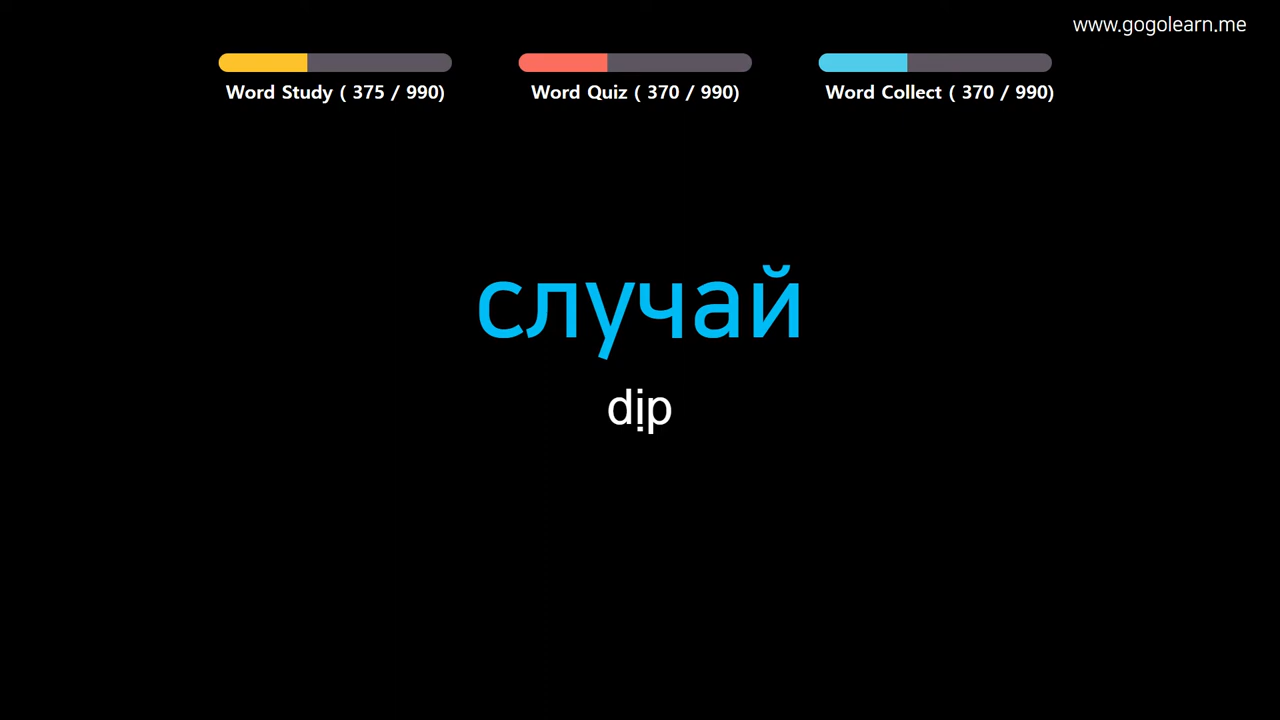 www.gogolearn.me
Word Study ( 375 / 990)
Word Quiz ( 370 / 990)
Word Collect ( 370 / 990)
случай
dịp